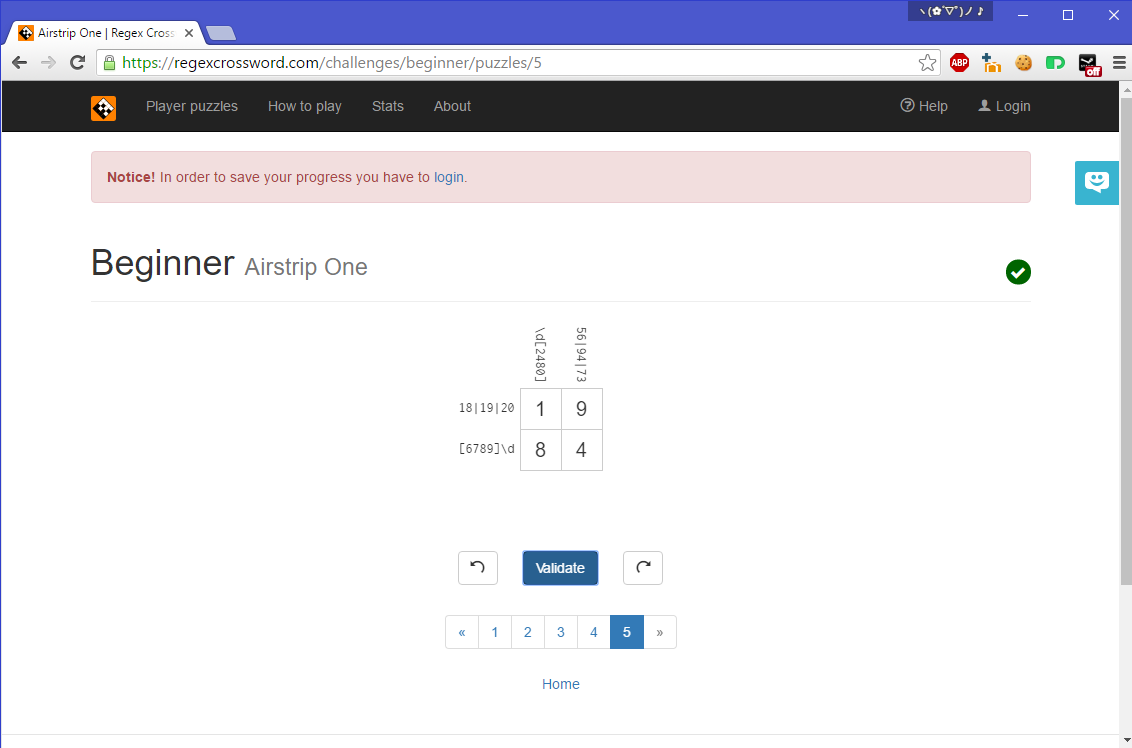 ヽ(✿ﾟ▽ﾟ)ノ ♪
Airstrip One | Regex Cross
https://regexcrossword.com/challenges/beginner/puzzles/5
ABP
off
Player puzzles How to play Stats About Help Login
Notice! In order to save your progress you have to login.
Beginner Airstrip One
\d[2480] 56|94|73
18|19|20 1 9
[6789]\d 8 4
Validate
« 1 2 3 4 5 »
Home